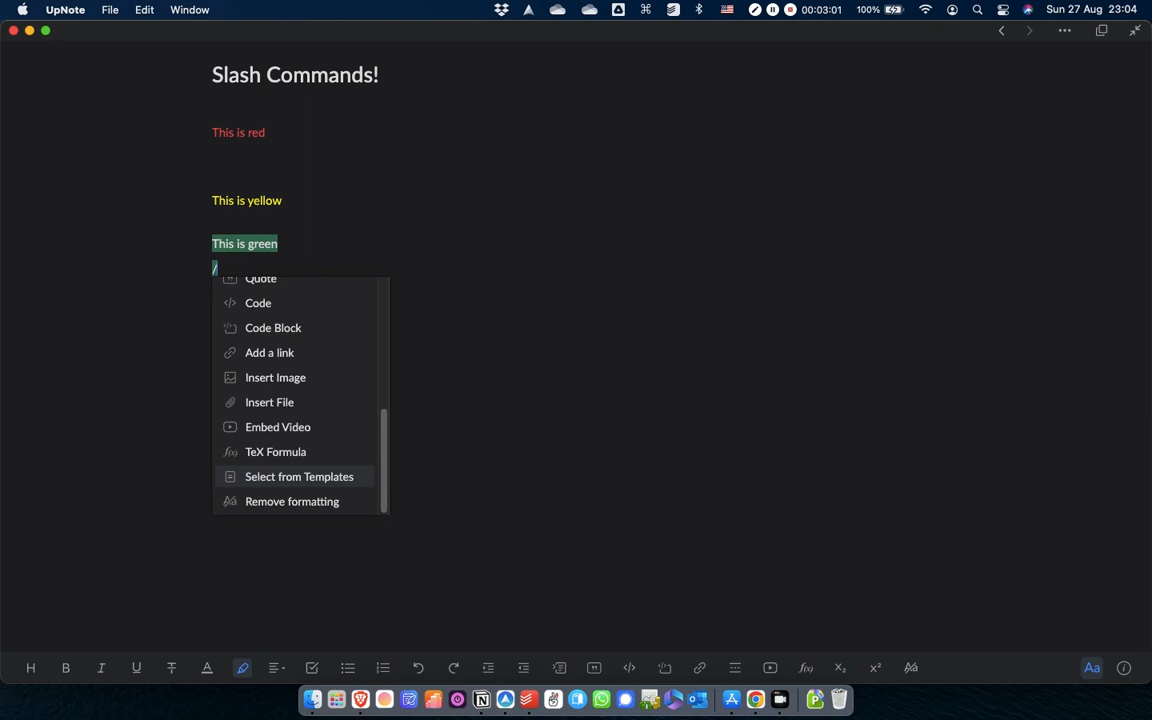 UpNote File Edit Window 00:03:01 100% Sun 27 Aug 23:04
Slash Commands!
This is red
This is yellow
This is green
/
Quote
Code
Code Block
Add a link
Insert Image
Insert File
Embed Video
f(x) TeX Formula
Select from Templates
Remove formatting
H B I U T A f(x) X₂ X² Aa